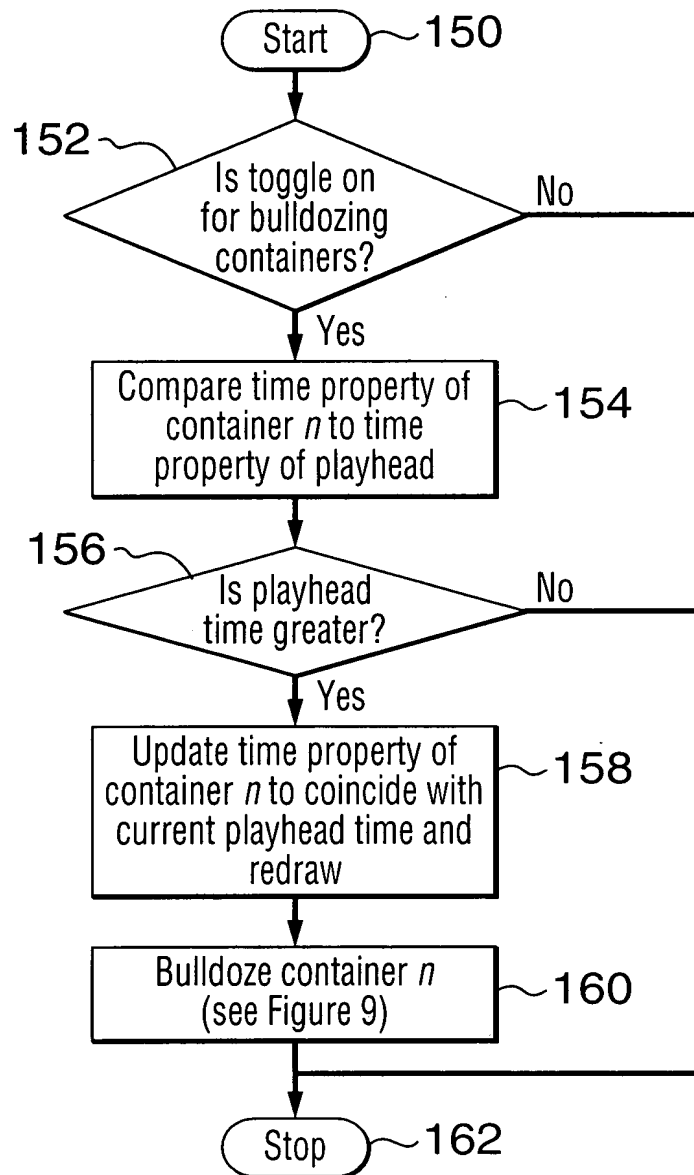 Start
150
152
Is toggle on
for bulldozing
containers?
No
Yes
Compare time property of
container n to time
property of playhead
154
156
Is playhead
time greater?
No
Yes
Update time property of
container n to coincide with
current playhead time and
redraw
158
Bulldoze container n
(see Figure 9)
160
Stop
162